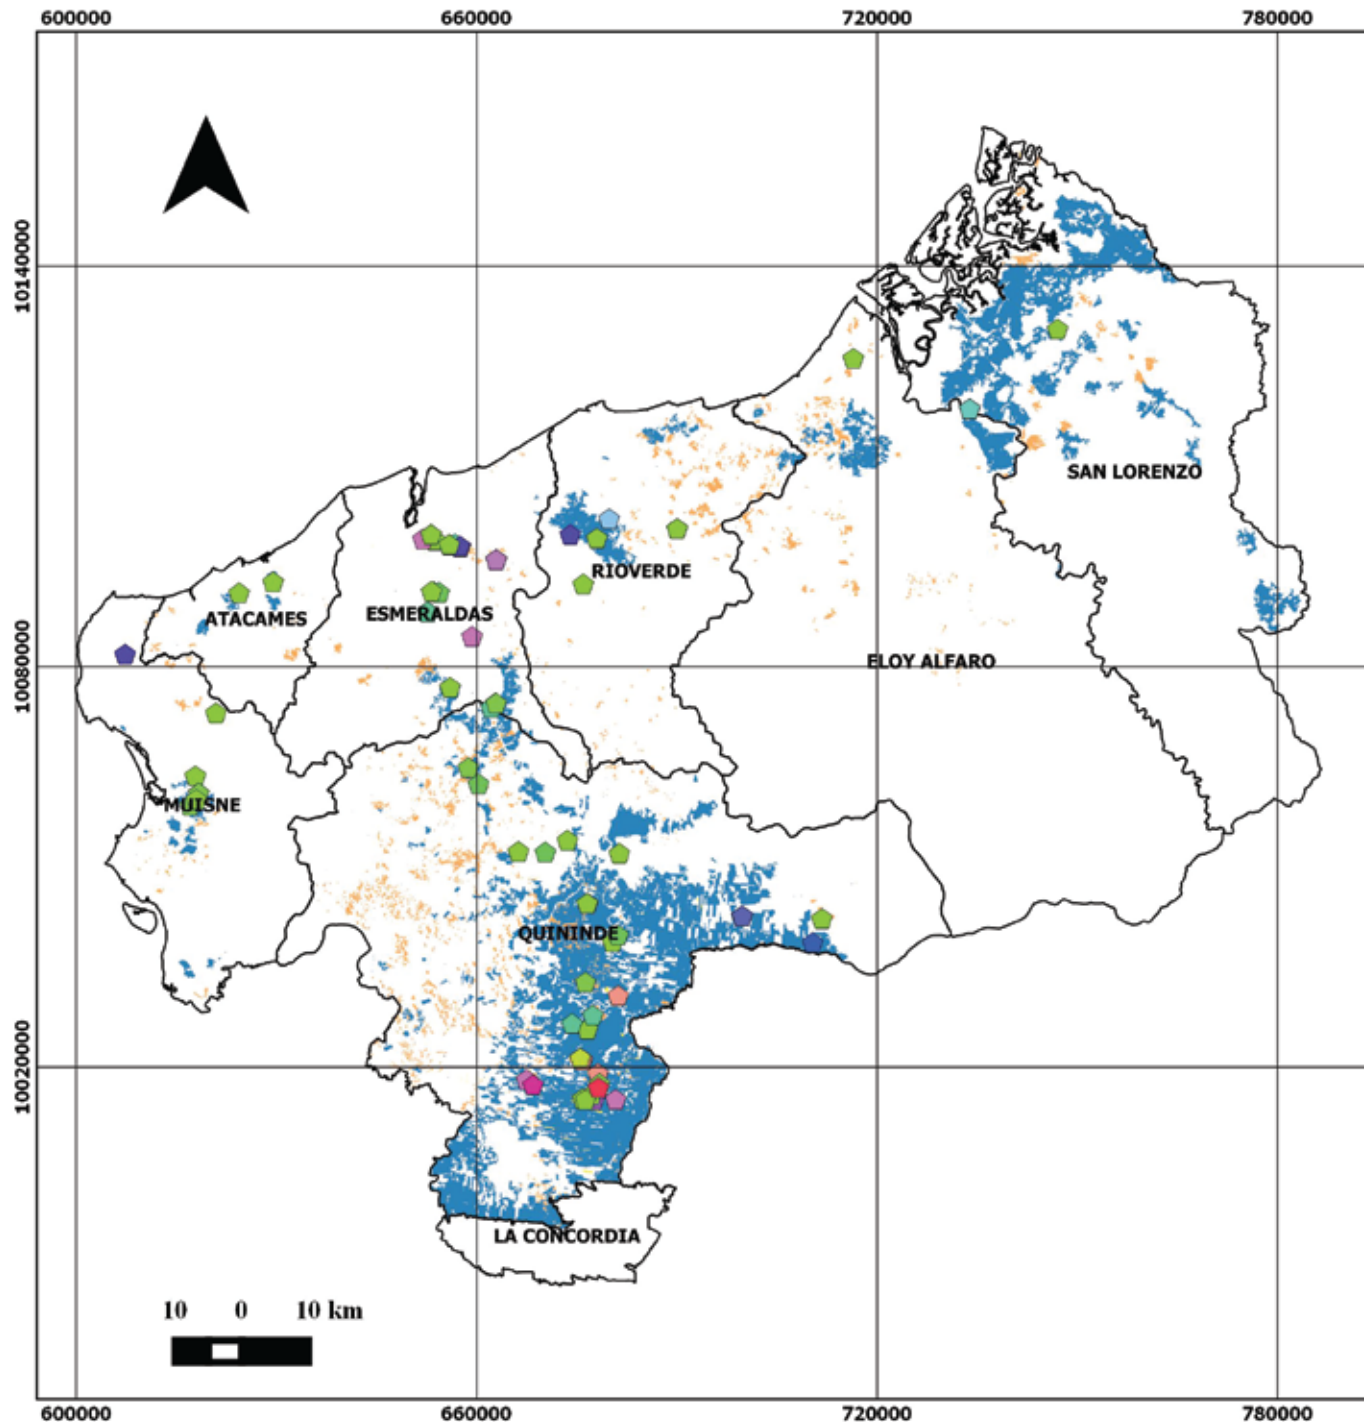 600000 660000 720000 780000
10140000
SAN LORENZO
RIOVERDE
ATACAMES ESMERALDAS
10080000
ELOY ALFARO
MUISNE
QUININDE
10020000
LA CONCORDIA
10 0 10 km
600000 660000 720000 780000